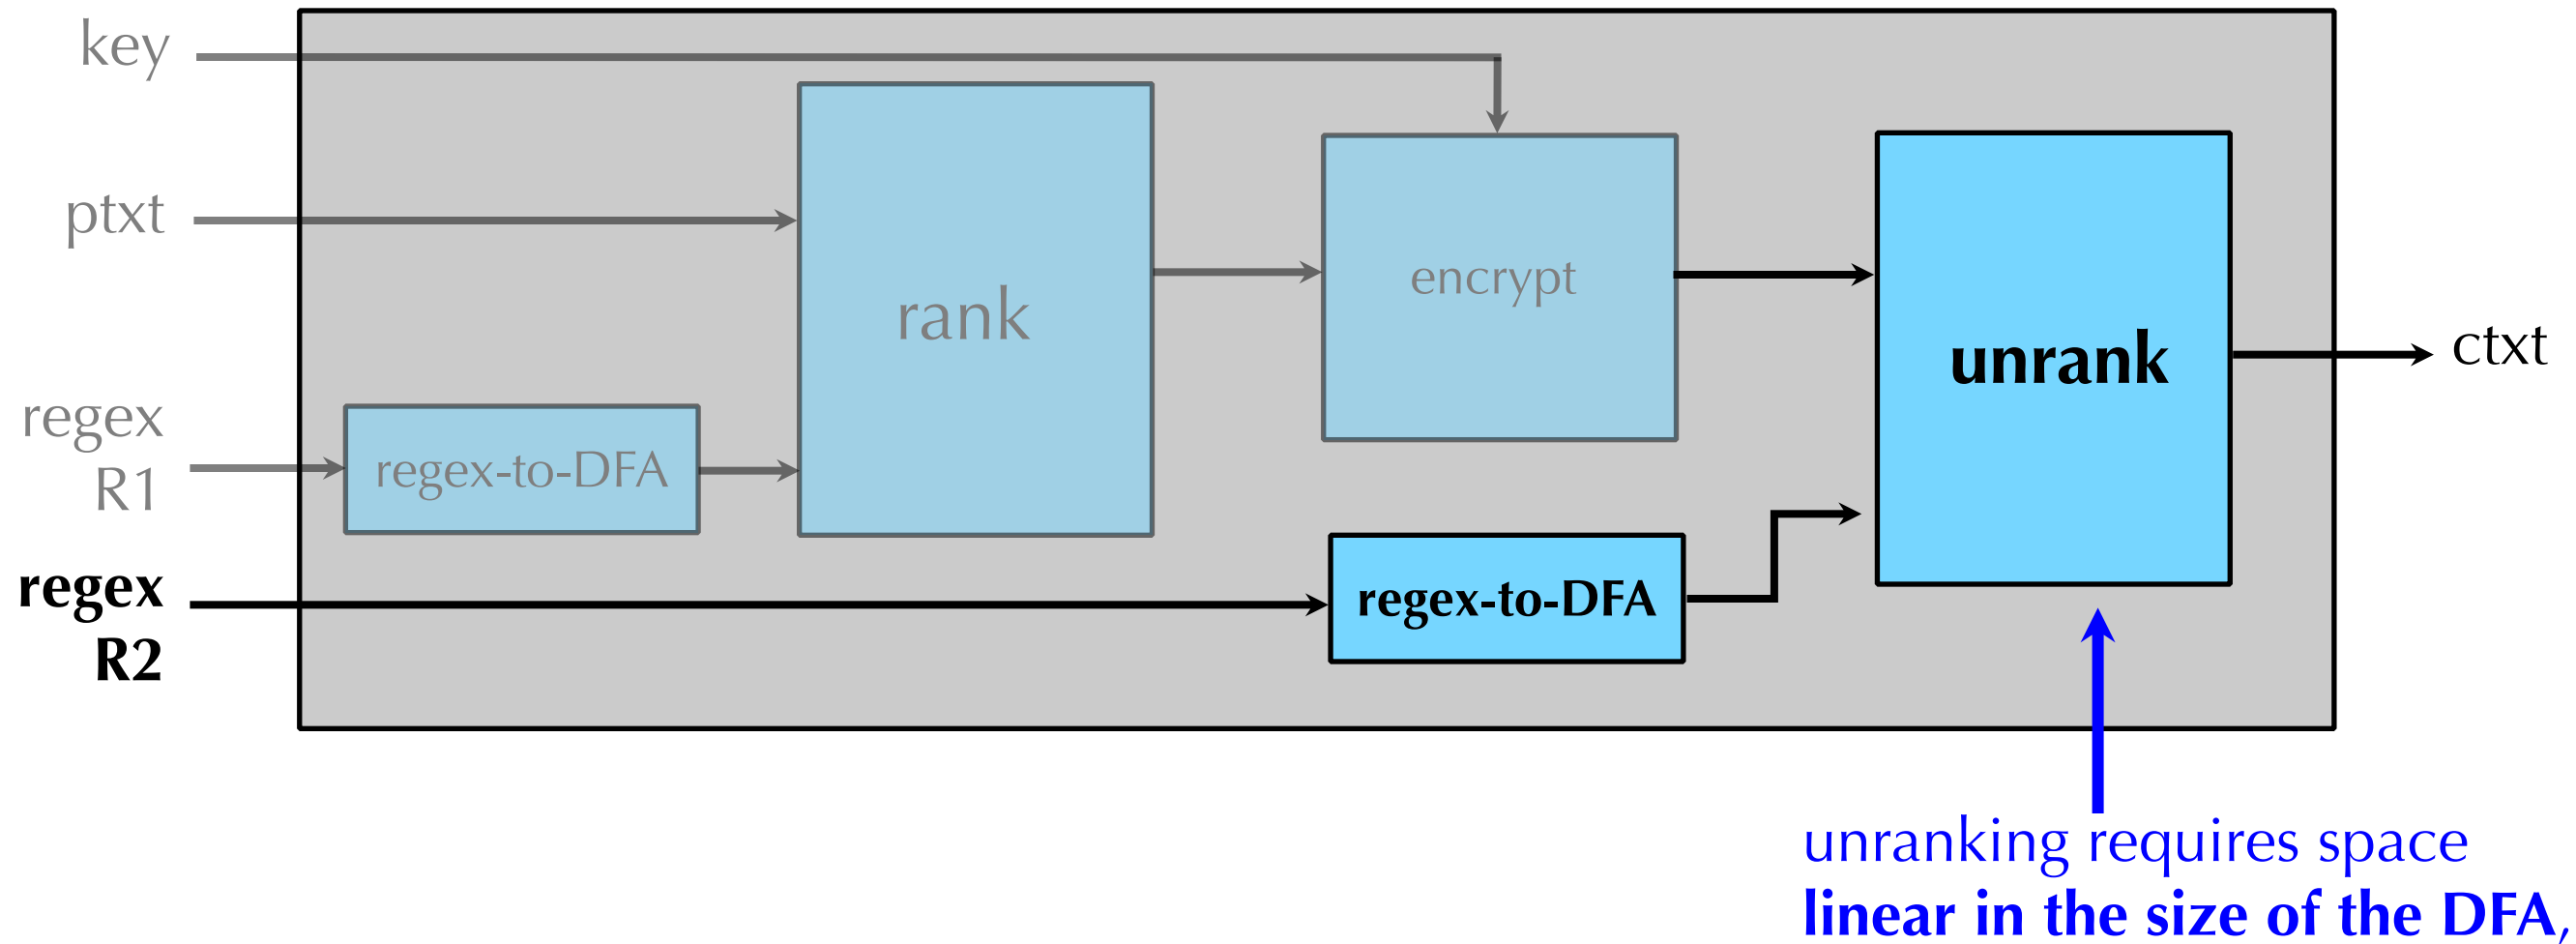 key
ptxt
rank
encrypt
unrank
ctxt
regex
R1
regex-to-DFA
regex
R2
regex-to-DFA
unranking requires space
linear in the size of the DFA,